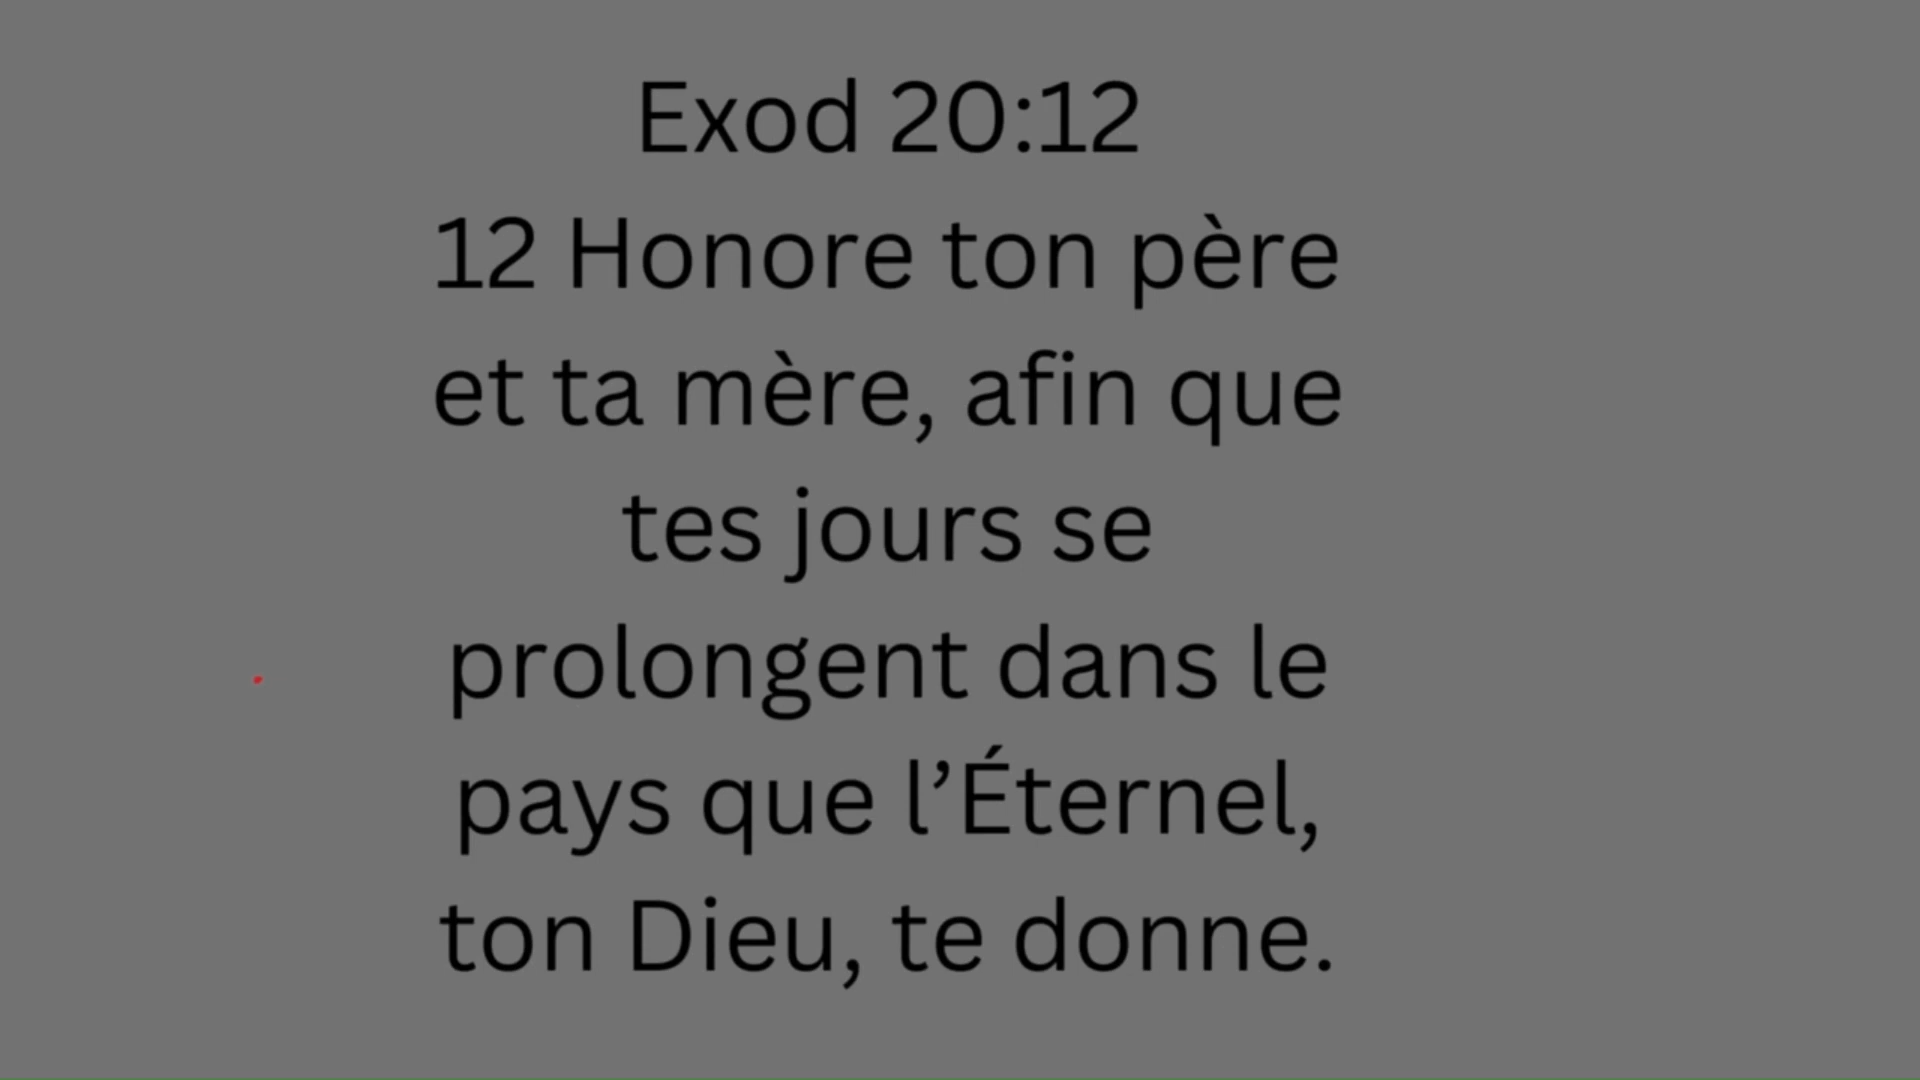 Exod 20:12
12 Honore ton père
et ta mère, afin que
tes jours se
prolongent dans le
pays que l’Éternel,
ton Dieu, te donne.